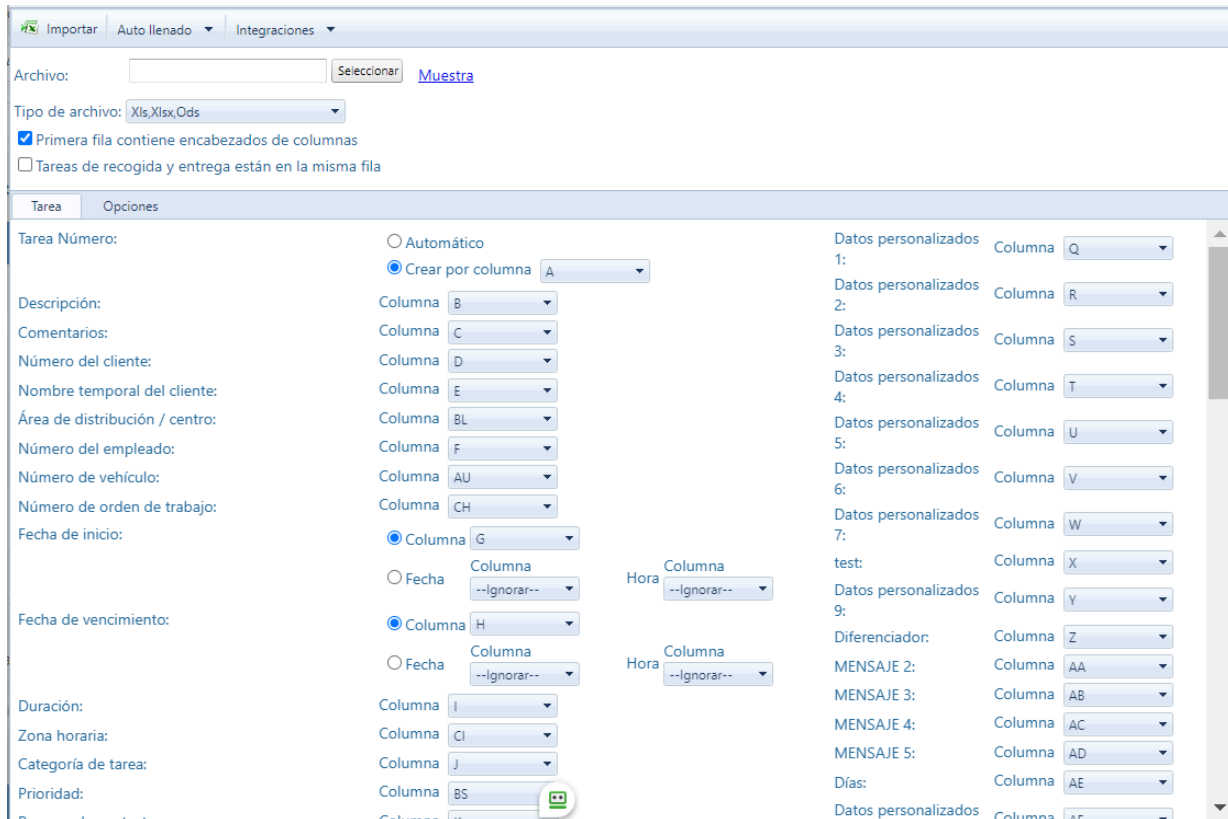 Importar Auto llenado Integraciones
Archivo: Seleccionar Muestra
Tipo de archivo: Xls,Xlsx,Ods
Primera fila contiene encabezados de columnas
Tareas de recogida y entrega están en la misma fila
Tarea Opciones
Tarea Número: Automático
Crear por columna A
Descripción: Columna B
Comentarios: Columna C
Número del cliente: Columna D
Nombre temporal del cliente: Columna E
Área de distribución / centro: Columna BL
Número del empleado: Columna F
Número de vehículo: Columna AU
Número de orden de trabajo: Columna CH
Fecha de inicio: Columna G
Fecha Columna --Ignorar-- Hora Columna --Ignorar--
Fecha de vencimiento: Columna H
Fecha Columna --Ignorar-- Hora Columna --Ignorar--
Duración: Columna I
Zona horaria: Columna CI
Categoría de tarea: Columna J
Prioridad: Columna BS
Datos personalizados
1: Columna Q
Datos personalizados
2: Columna R
Datos personalizados
3: Columna S
Datos personalizados
4: Columna T
Datos personalizados
5: Columna U
Datos personalizados
6: Columna V
Datos personalizados
7: Columna W
test: Columna X
Datos personalizados
9: Columna Y
Diferenciador: Columna Z
MENSAJE 2: Columna AA
MENSAJE 3: Columna AB
MENSAJE 4: Columna AC
MENSAJE 5: Columna AD
Días: Columna AE
Datos personalizados Columna AF